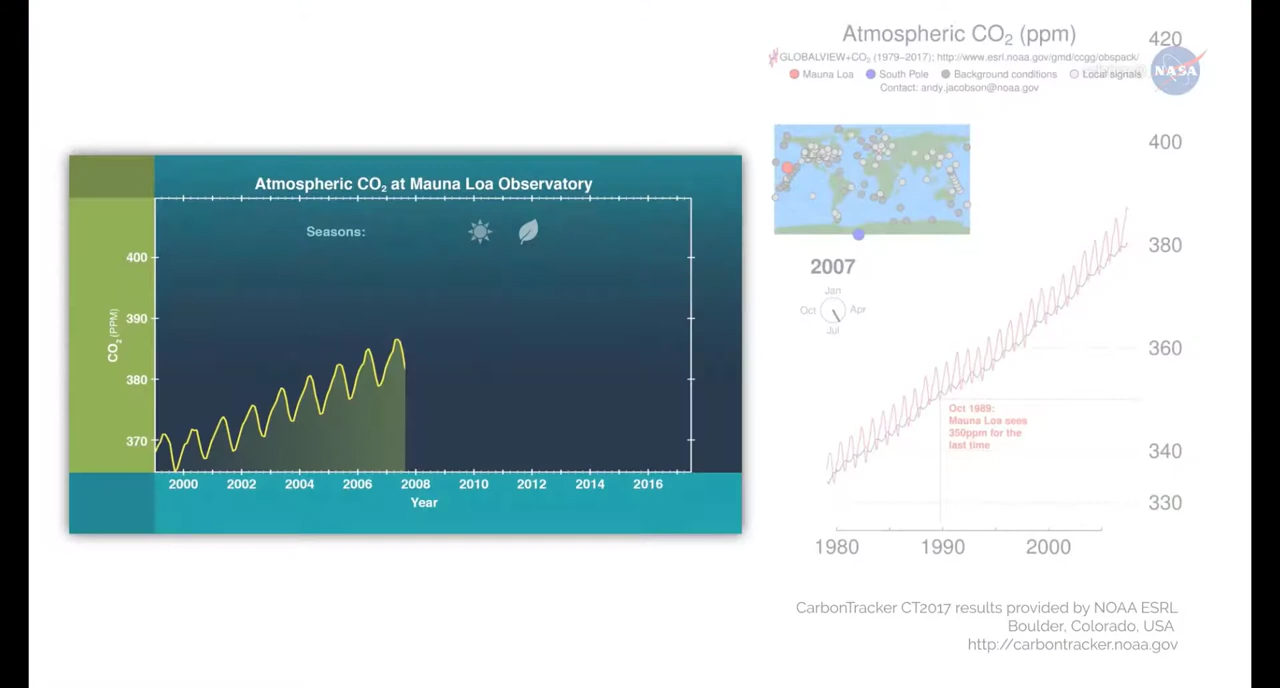 Atmospheric CO₂ (ppm)
GLOBALVIEW+CO₂ (1979–2017); http://www.esrl.noaa.gov/gmd/ccgg/obspack/
Mauna Loa South Pole Background conditions Local signals
Contact: andy.jacobson@noaa.gov
NASA
420
400
380
360
340
330
2007
Jan
Oct Apr
Jul
Oct 1989:
Mauna Loa sees
350ppm for the
last time
1980 1990 2000
Atmospheric CO₂ at Mauna Loa Observatory
Seasons:
400
390
380
370
CO₂ (PPM)
2000 2002 2004 2006 2008 2010 2012 2014 2016
Year
CarbonTracker CT2017 results provided by NOAA ESRL
Boulder, Colorado, USA
http://carbontracker.noaa.gov